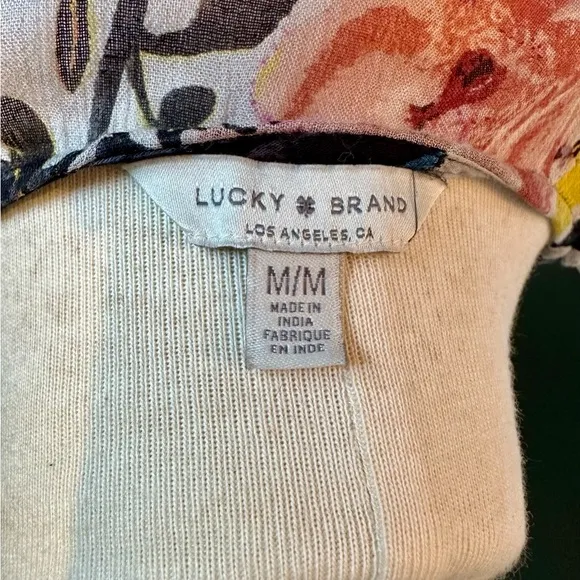 LUCKY BRAND
LOS ANGELES, CA
M/M
MADE IN
INDIA
FABRIQUE
EN INDE